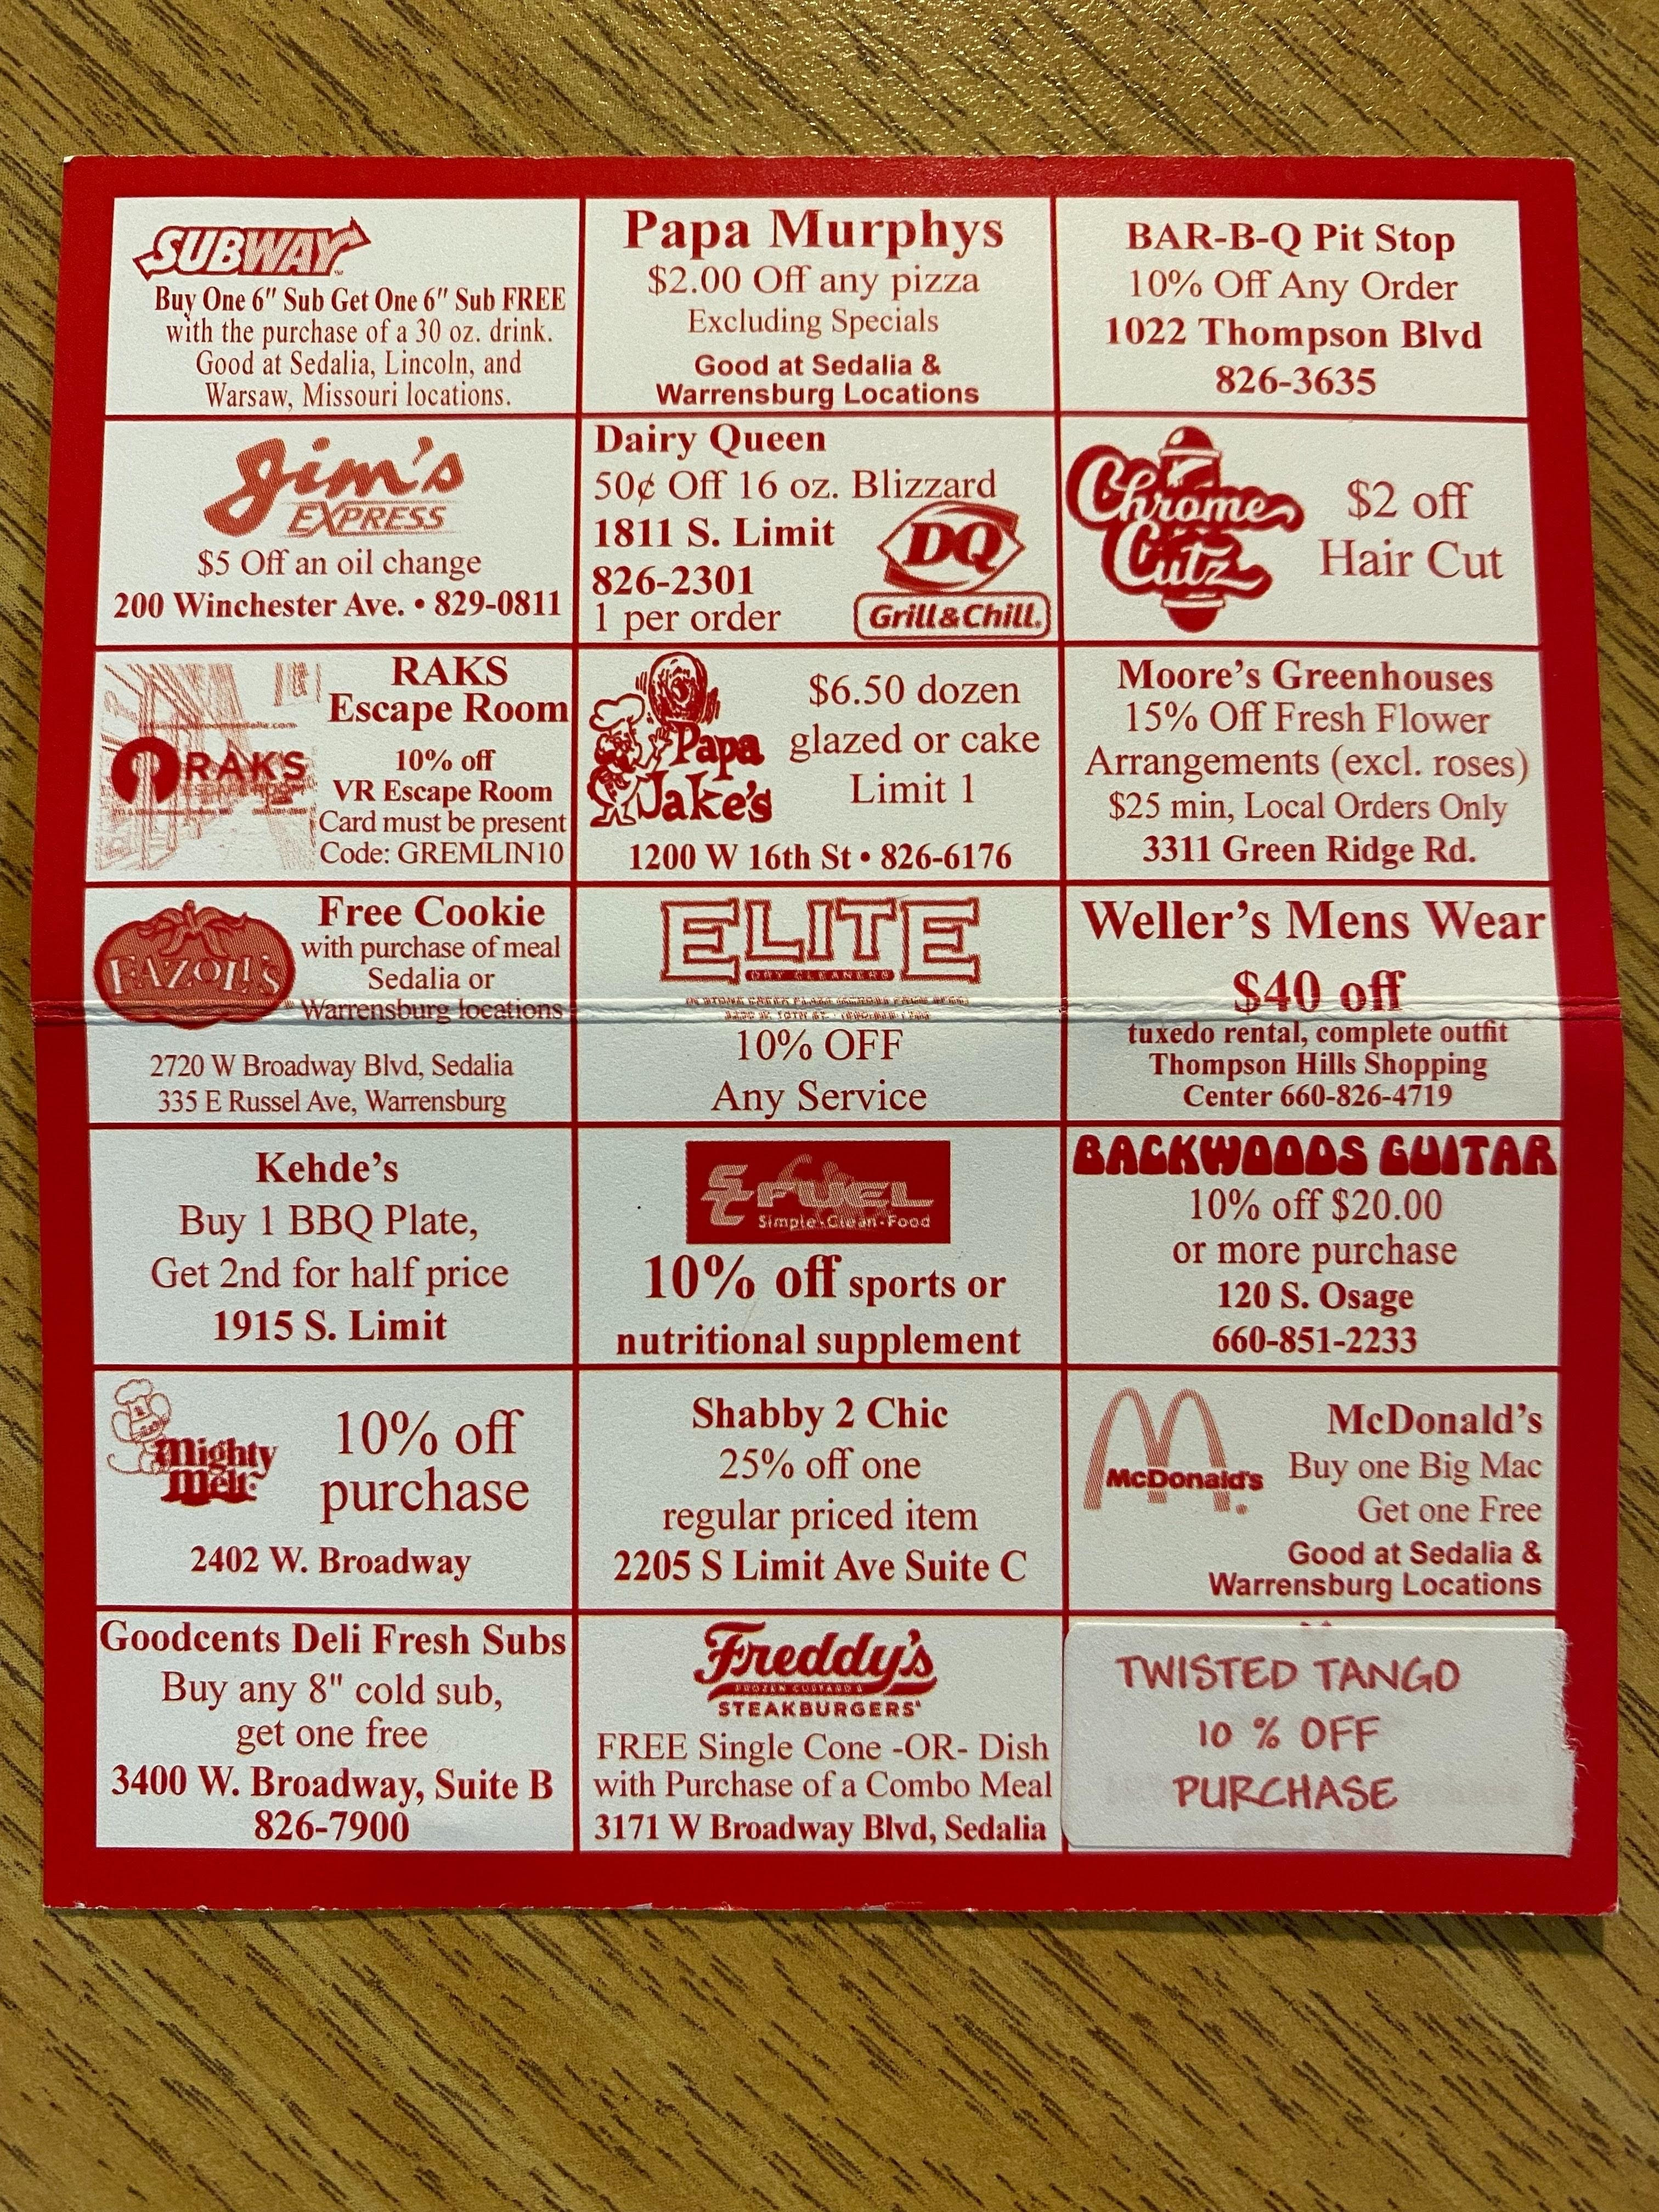 SUBWAY
Buy One 6" Sub Get One 6" Sub FREE
with the purchase of a 30 oz. drink.
Good at Sedalia, Lincoln, and
Warsaw, Missouri locations.
Papa Murphys
$2.00 Off any pizza
Excluding Specials
Good at Sedalia &
Warrensburg Locations
BAR-B-Q Pit Stop
10% Off Any Order
1022 Thompson Blvd
826-3635
Jim's
EXPRESS
$5 Off an oil change
200 Winchester Ave. • 829-0811
Dairy Queen
50¢ Off 16 oz. Blizzard
1811 S. Limit
826-2301
1 per order
DQ
Grill&Chill.
Chrome
Cutz
$2 off
Hair Cut
RAKS
Escape Room
RAKS
10% off
VR Escape Room
Card must be present
Code: GREMLIN10
Papa
Jake's
$6.50 dozen
glazed or cake
Limit 1
1200 W 16th St • 826-6176
Moore's Greenhouses
15% Off Fresh Flower
Arrangements (excl. roses)
$25 min, Local Orders Only
3311 Green Ridge Rd.
FAZOLI'S
Free Cookie
with purchase of meal
Sedalia or
Warrensburg locations
2720 W Broadway Blvd, Sedalia
335 E Russel Ave, Warrensburg
ELITE
DRY CLEANERS
10% OFF
Any Service
Weller's Mens Wear
$40 off
tuxedo rental, complete outfit
Thompson Hills Shopping
Center 660-826-4719
Kehde's
Buy 1 BBQ Plate,
Get 2nd for half price
1915 S. Limit
FUEL
Simple-Clean-Food
10% off sports or
nutritional supplement
BACKWOODS GUITAR
10% off $20.00
or more purchase
120 S. Osage
660-851-2233
Mighty
Melt
10% off
purchase
2402 W. Broadway
Shabby 2 Chic
25% off one
regular priced item
2205 S Limit Ave Suite C
McDonald's
McDonald's
Buy one Big Mac
Get one Free
Good at Sedalia &
Warrensburg Locations
Goodcents Deli Fresh Subs
Buy any 8" cold sub,
get one free
3400 W. Broadway, Suite B
826-7900
Freddy's
FROZEN CUSTARD &
STEAKBURGERS
FREE Single Cone -OR- Dish
with Purchase of a Combo Meal
3171 W Broadway Blvd, Sedalia
TWISTED TANGO
10 % OFF
PURCHASE